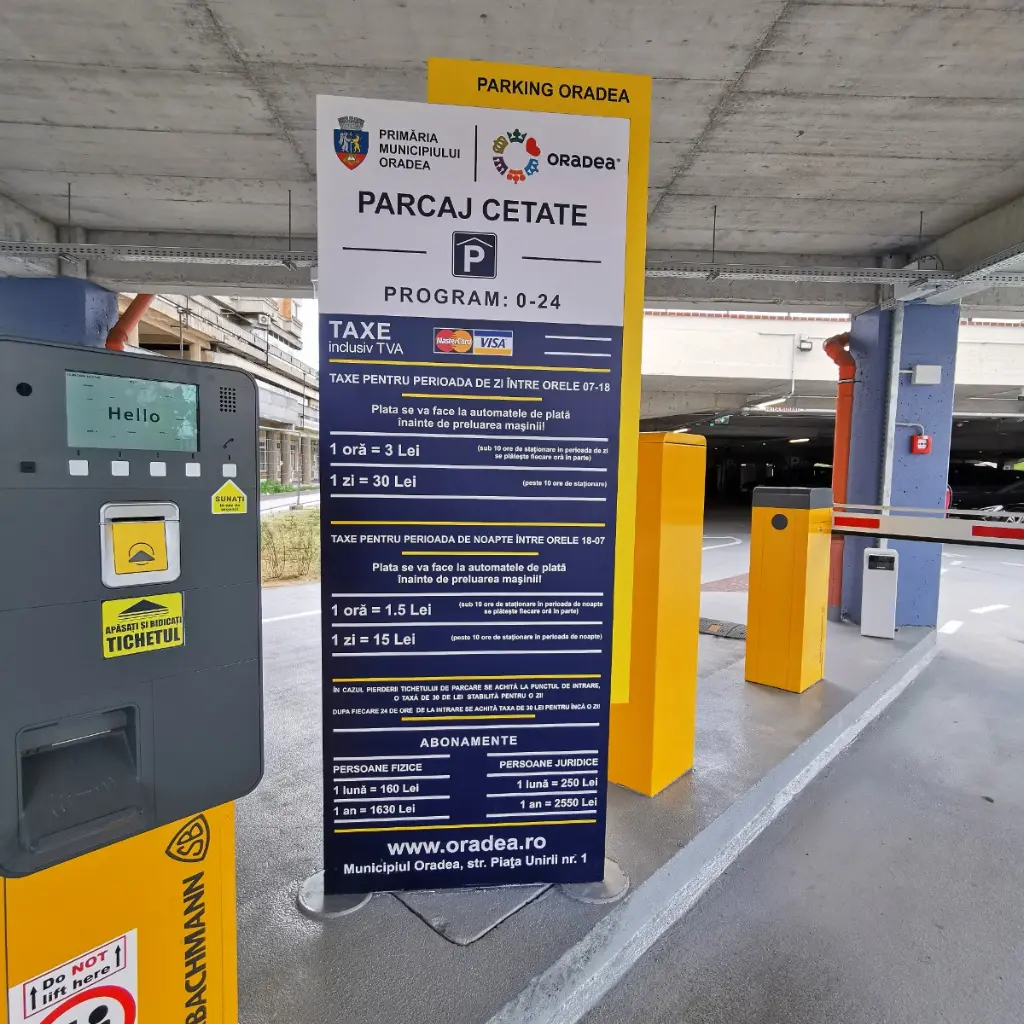 PARKING ORADEA
PRIMĂRIA
MUNICIPIULUI
ORADEA
ORADEA
PARCAJ CETATE
P
PROGRAM: 0-24
TAXE
inclusiv TVA
MasterCard VISA
TAXE PENTRU PERIOADA DE ZI ÎNTRE ORELE 07-18
Plata se va face la automatele de plată
înainte de preluarea mașinii!
1 oră = 3 Lei (sub 10 ore de staționare în perioada de zi
se plătește fiecare oră în parte)
1 zi = 30 Lei (peste 10 ore de staționare)
TAXE PENTRU PERIOADA DE NOAPTE ÎNTRE ORELE 18-07
Plata se va face la automatele de plată
înainte de preluarea mașinii!
1 oră = 1.5 Lei (sub 10 ore de staționare în perioada de noapte
se plătește fiecare oră în parte)
1 zi = 15 Lei (peste 10 ore de staționare în perioada de noapte)
ÎN CAZUL PIERDERII TICHETULUI DE PARCARE SE ACHITĂ LA PUNCTUL DE INTRARE,
O TAXĂ DE 30 DE LEI STABILITĂ PENTRU O ZI!
DUPA FIECARE 24 DE ORE DE LA INTRARE SE ACHITĂ TAXA DE 30 LEI PENTRU ÎNCĂ O ZI!
ABONAMENTE
PERSOANE FIZICE
1 lună = 160 Lei
1 an = 1630 Lei
PERSOANE JURIDICE
1 lună = 250 Lei
1 an = 2550 Lei
www.oradea.ro
Municipiul Oradea, str. Piața Unirii nr. 1
Hello
SUNAȚI
APĂSAȚI ȘI RIDICAȚI
TICHETUL
SB
BACHMANN
Do NOT
lift here